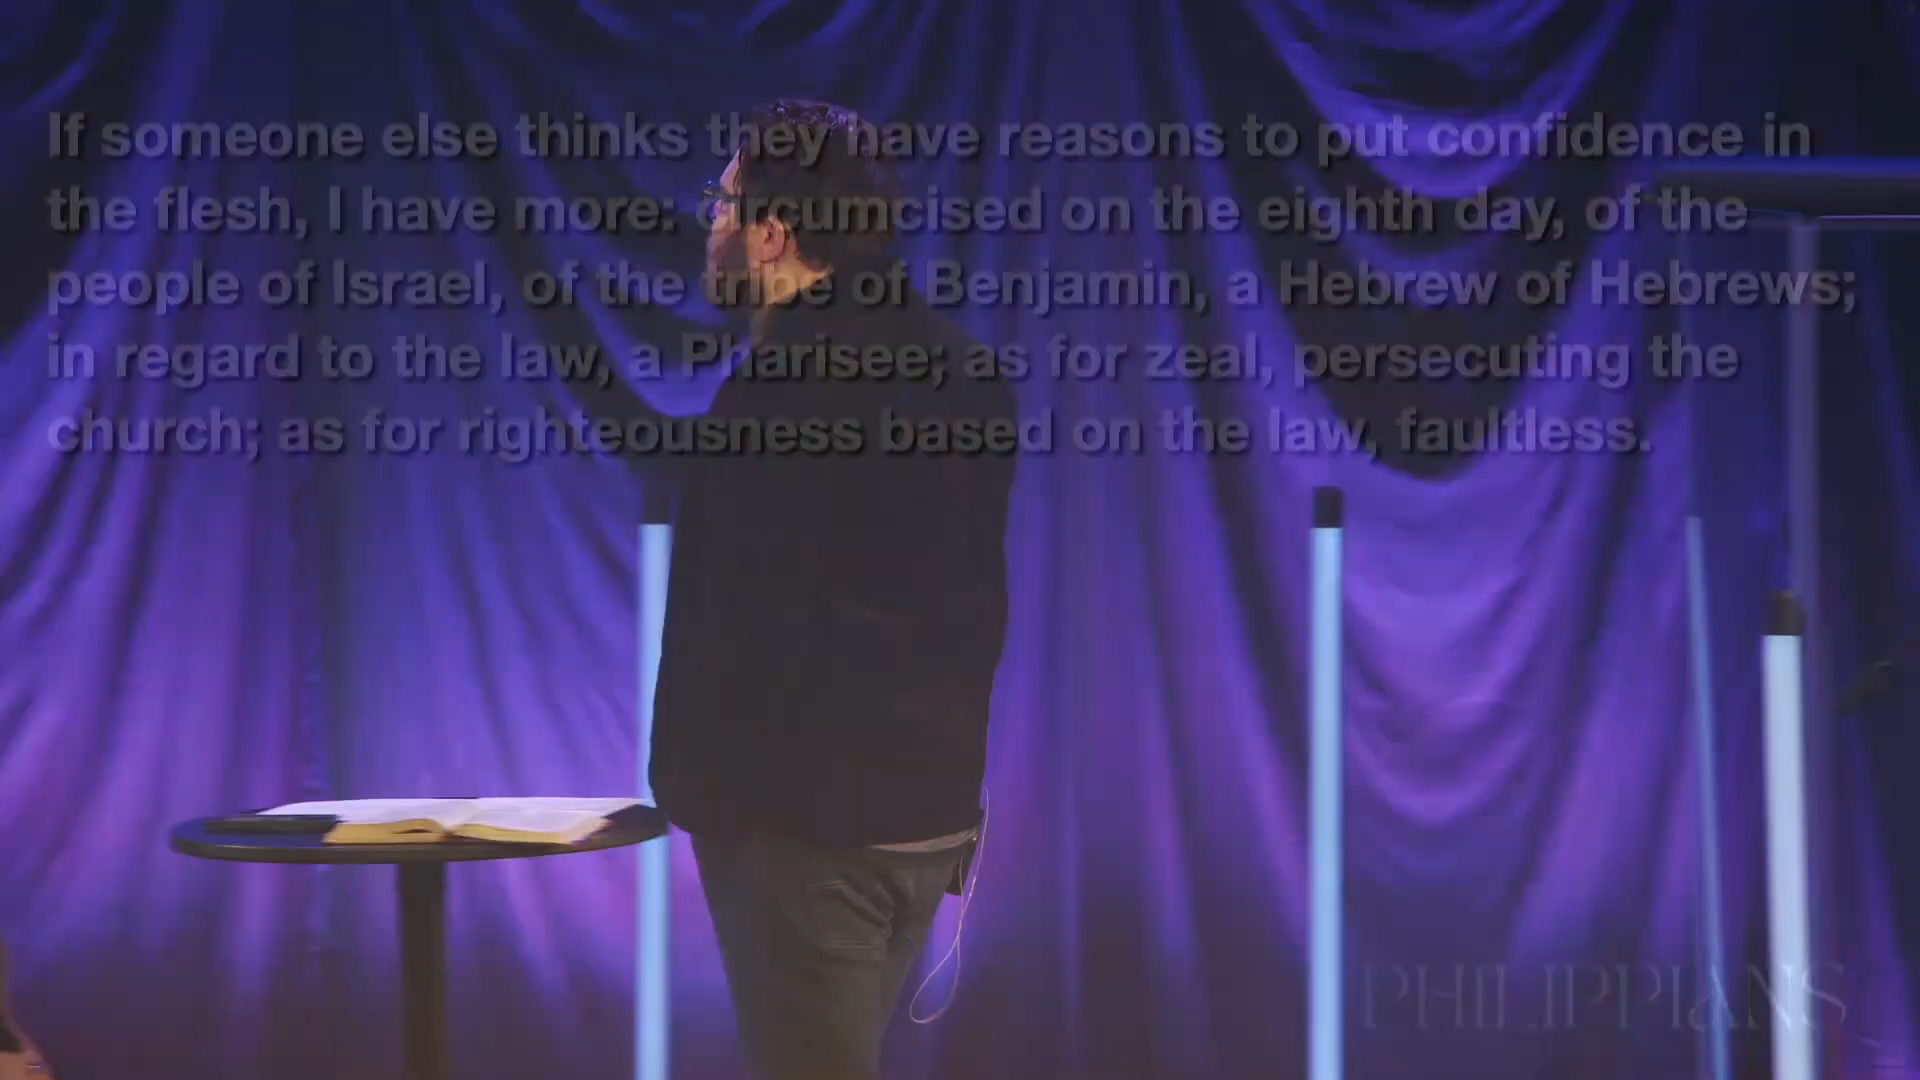 If someone else thinks they have reasons to put confidence in
the flesh, I have more: circumcised on the eighth day, of the
people of Israel, of the tribe of Benjamin, a Hebrew of Hebrews;
in regard to the law, a Pharisee; as for zeal, persecuting the
church; as for righteousness based on the law, faultless.
PHILIPPIANS